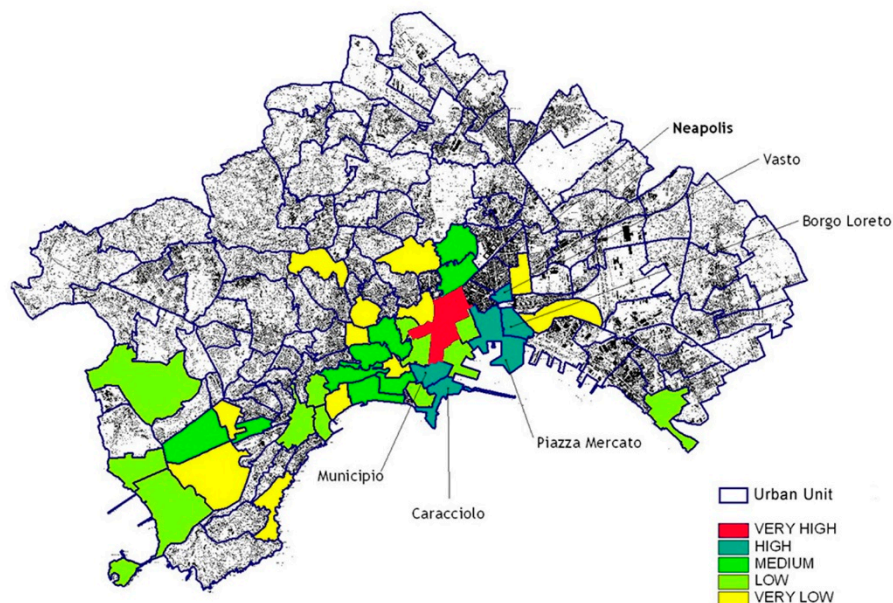 Neapolis
Vasto
Borgo Loreto
Piazza Mercato
Municipio
Caracciolo
Urban Unit
VERY HIGH
HIGH
MEDIUM
LOW
VERY LOW